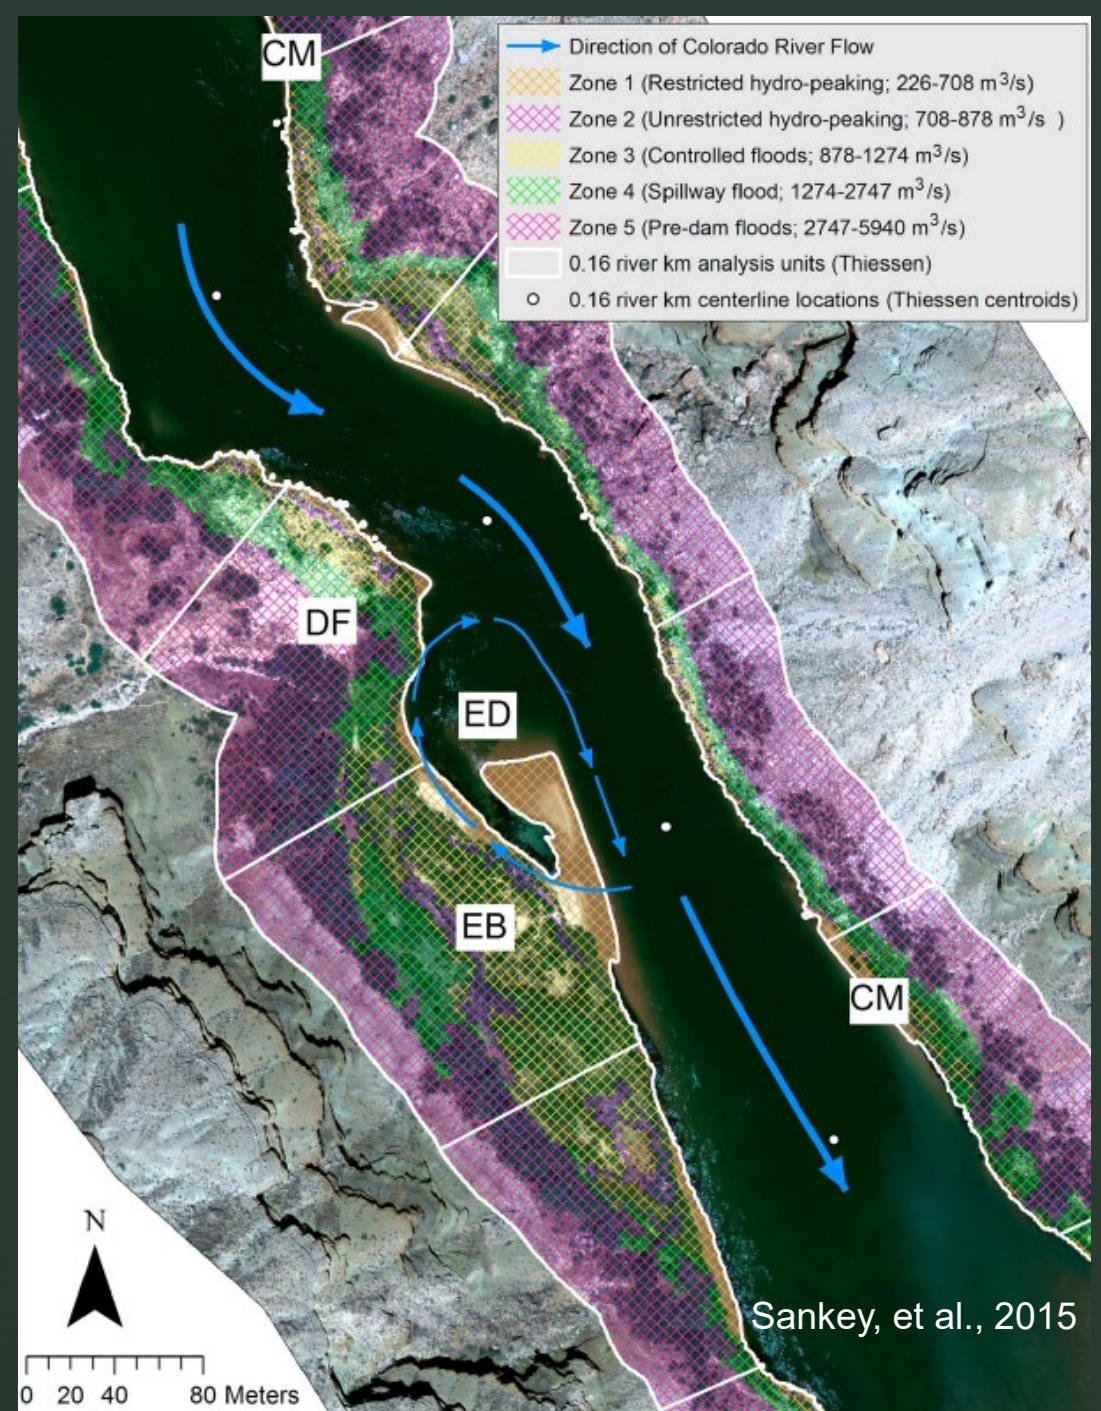 CM
Direction of Colorado River Flow
Zone 1 (Restricted hydro-peaking; 226-708 m³/s)
Zone 2 (Unrestricted hydro-peaking; 708-878 m³/s )
Zone 3 (Controlled floods; 878-1274 m³/s)
Zone 4 (Spillway flood; 1274-2747 m³/s)
Zone 5 (Pre-dam floods; 2747-5940 m³/s)
0.16 river km analysis units (Thiessen)
0.16 river km centerline locations (Thiessen centroids)
DF
ED
EB
CM
N
Sankey, et al., 2015
0 20 40 80 Meters